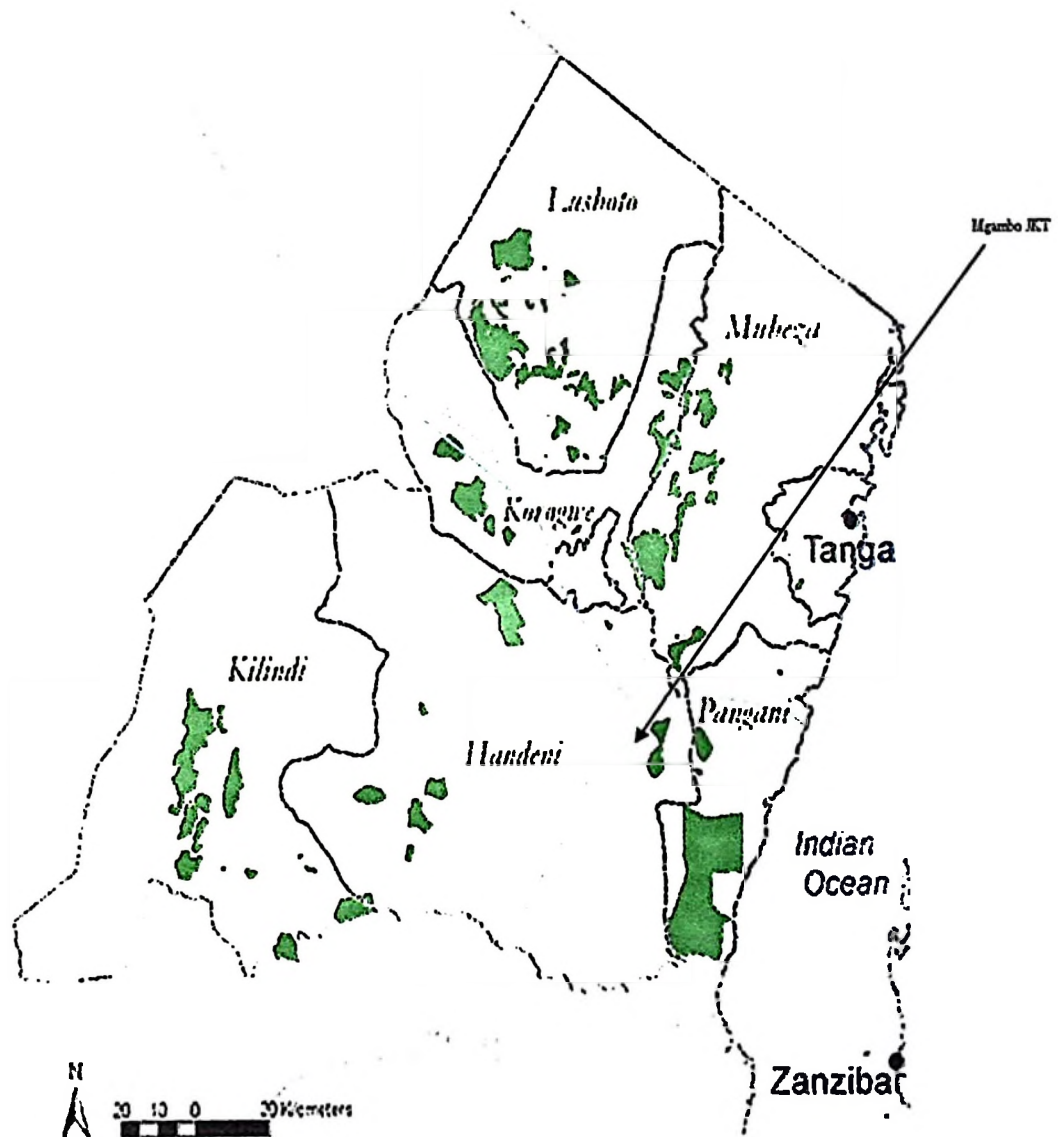 Lushoto
Mgambo JKT
Muheza
Korogwe
Tanga
Kilindi
Pangani
Handeni
Indian
Ocean
N
20 10 0 20 Kilometers
Zanzibar